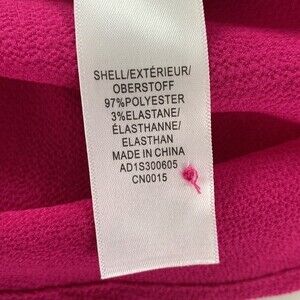 SHELL/EXTÉRIEUR/
OBERSTOFF
97%POLYESTER
3%ELASTANE/
ÉLASTHANNE/
ELASTHAN
MADE IN CHINA
AD1S300605
CN0015